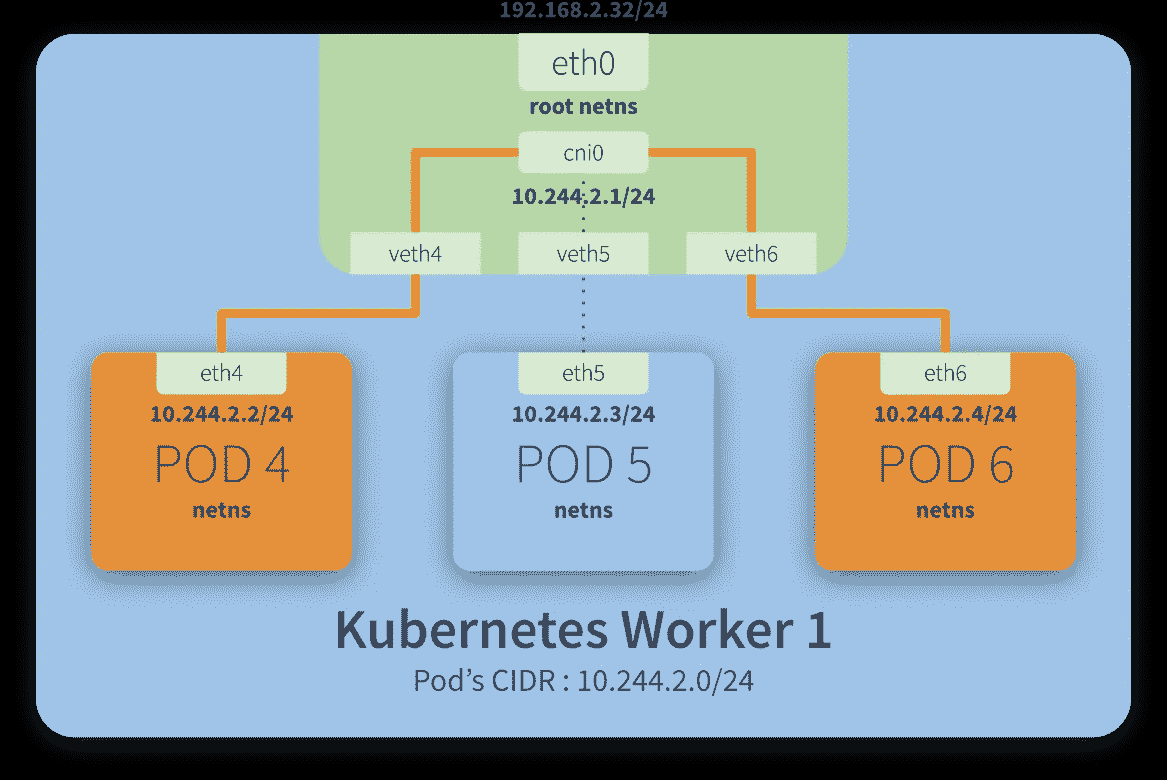 192.168.2.32/24
eth0
root netns
cni0
10.244.2.1/24
veth4
veth5
veth6
eth4
10.244.2.2/24
POD 4
netns
eth5
10.244.2.3/24
POD 5
netns
eth6
10.244.2.4/24
POD 6
netns
Kubernetes Worker 1
Pod’s CIDR : 10.244.2.0/24